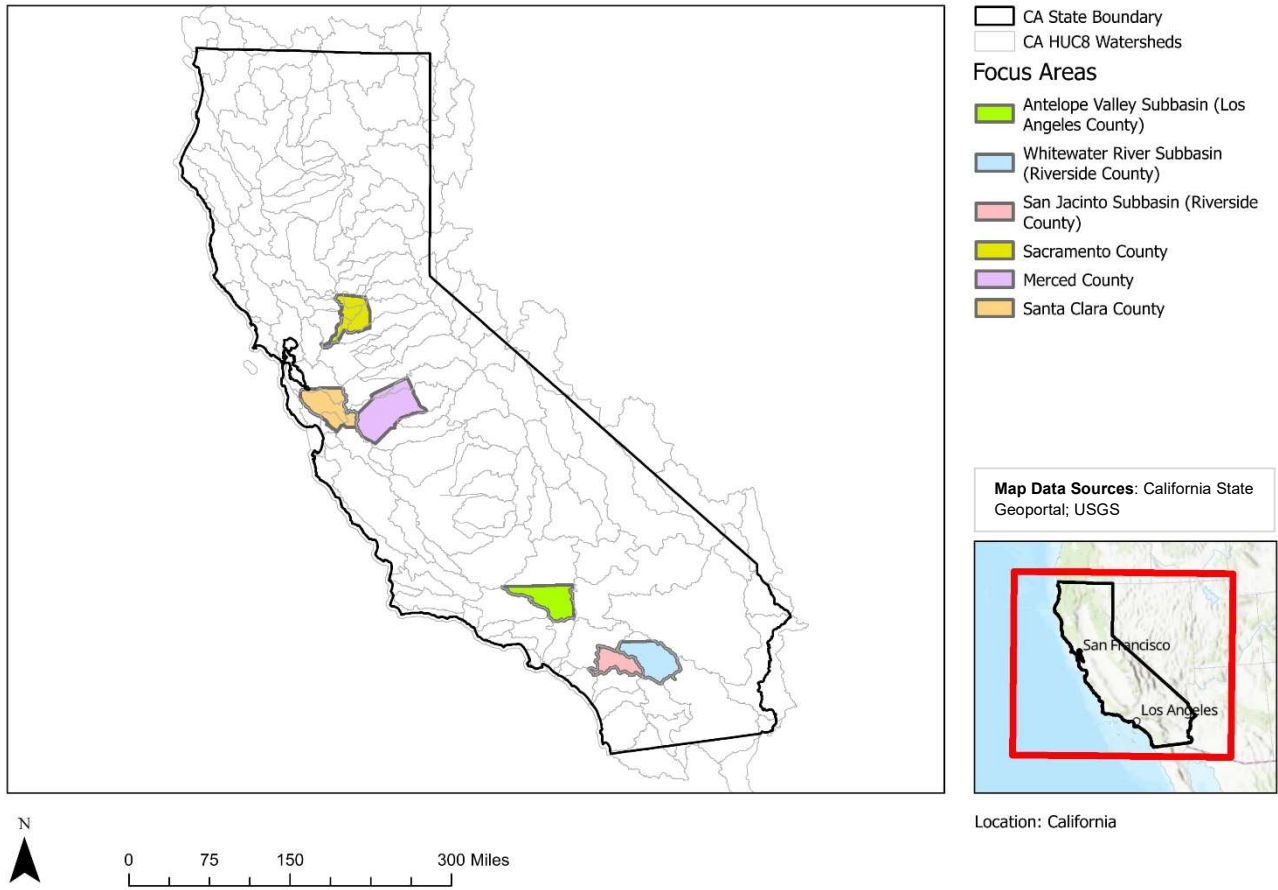 CA State Boundary
CA HUC8 Watersheds
Focus Areas
Antelope Valley Subbasin (Los
Angeles County)
Whitewater River Subbasin
(Riverside County)
San Jacinto Subbasin (Riverside
County)
Sacramento County
Merced County
Santa Clara County
Map Data Sources: California State
Geoportal; USGS
San Francisco
Los Angeles
Location: California
N
0 75 150 300 Miles